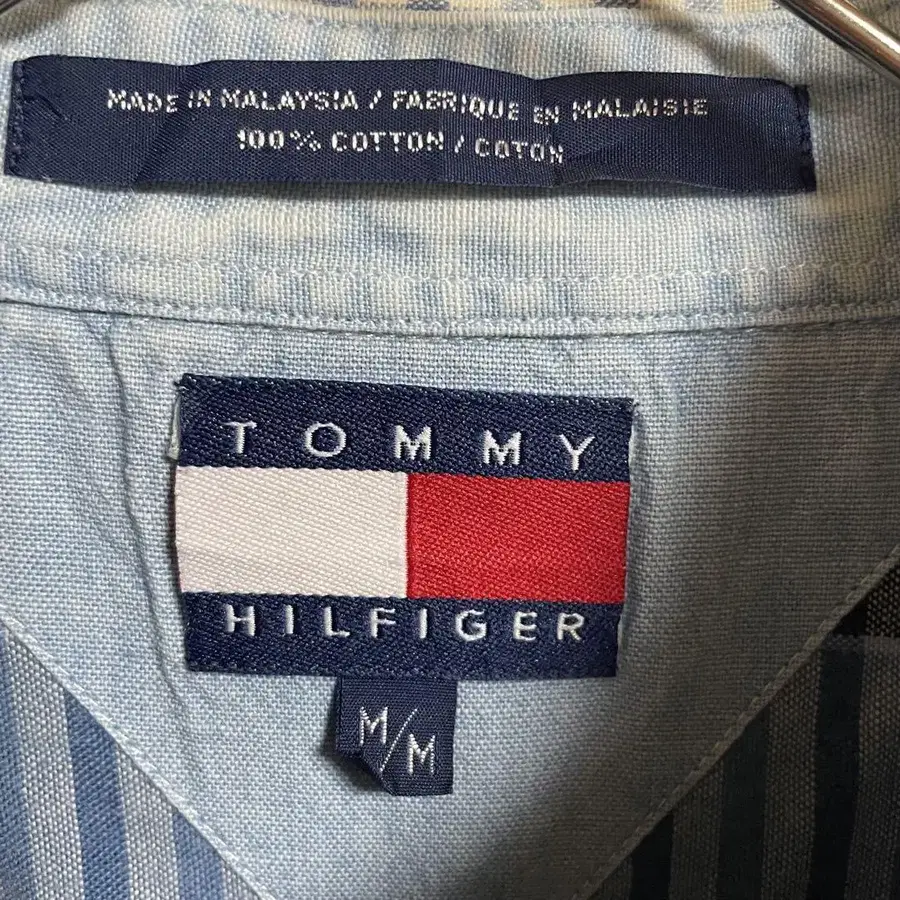 MADE IN MALAYSIA / FABRIQUE EN MALAISIE
100% COTTON / COTON
TOMMY
HILFIGER
M/M